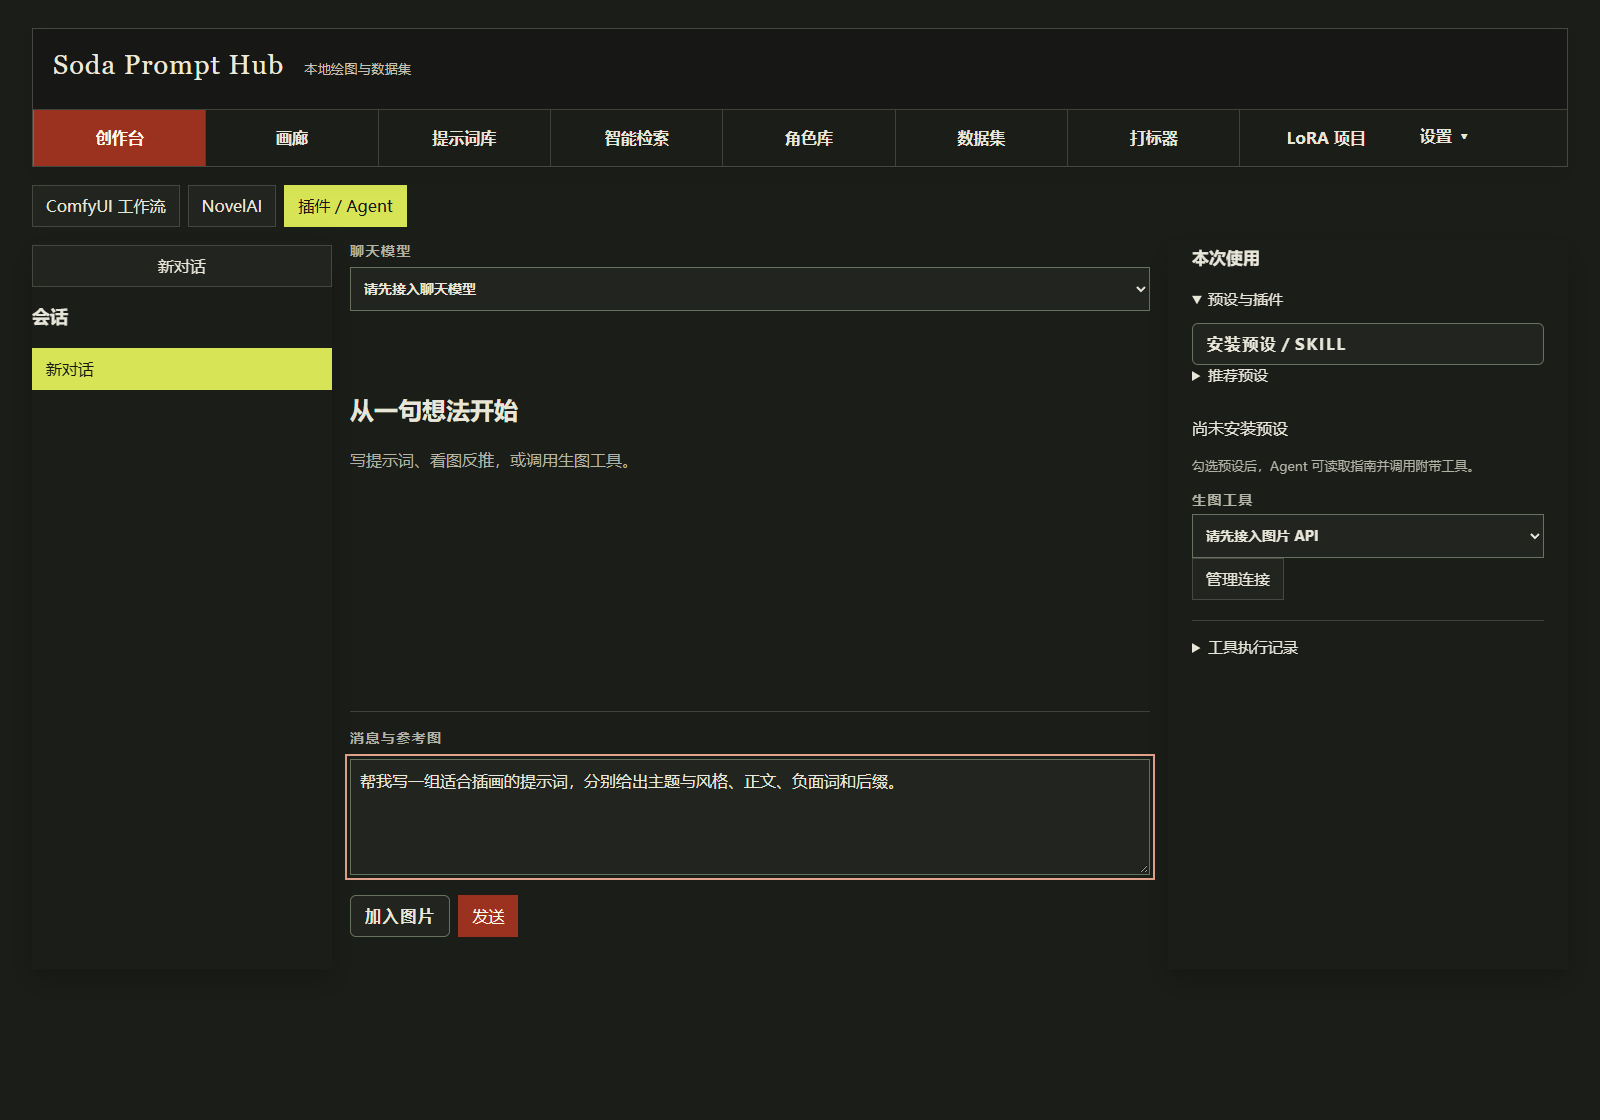 Soda Prompt Hub 本地绘图与数据集
创作台 画廊 提示词库 智能检索 角色库 数据集 打标器 LoRA 项目 设置
ComfyUI 工作流 NovelAI 插件 / Agent
新对话
会话
新对话
聊天模型
请先接入聊天模型
从一句想法开始
写提示词、看图反推，或调用生图工具。
消息与参考图
帮我写一组适合插画的提示词，分别给出主题与风格、正文、负面词和后缀。
加入图片 发送
本次使用
预设与插件
安装预设 / SKILL
推荐预设
尚未安装预设
勾选预设后，Agent 可读取指南并调用附带工具。
生图工具
请先接入图片 API
管理连接
工具执行记录